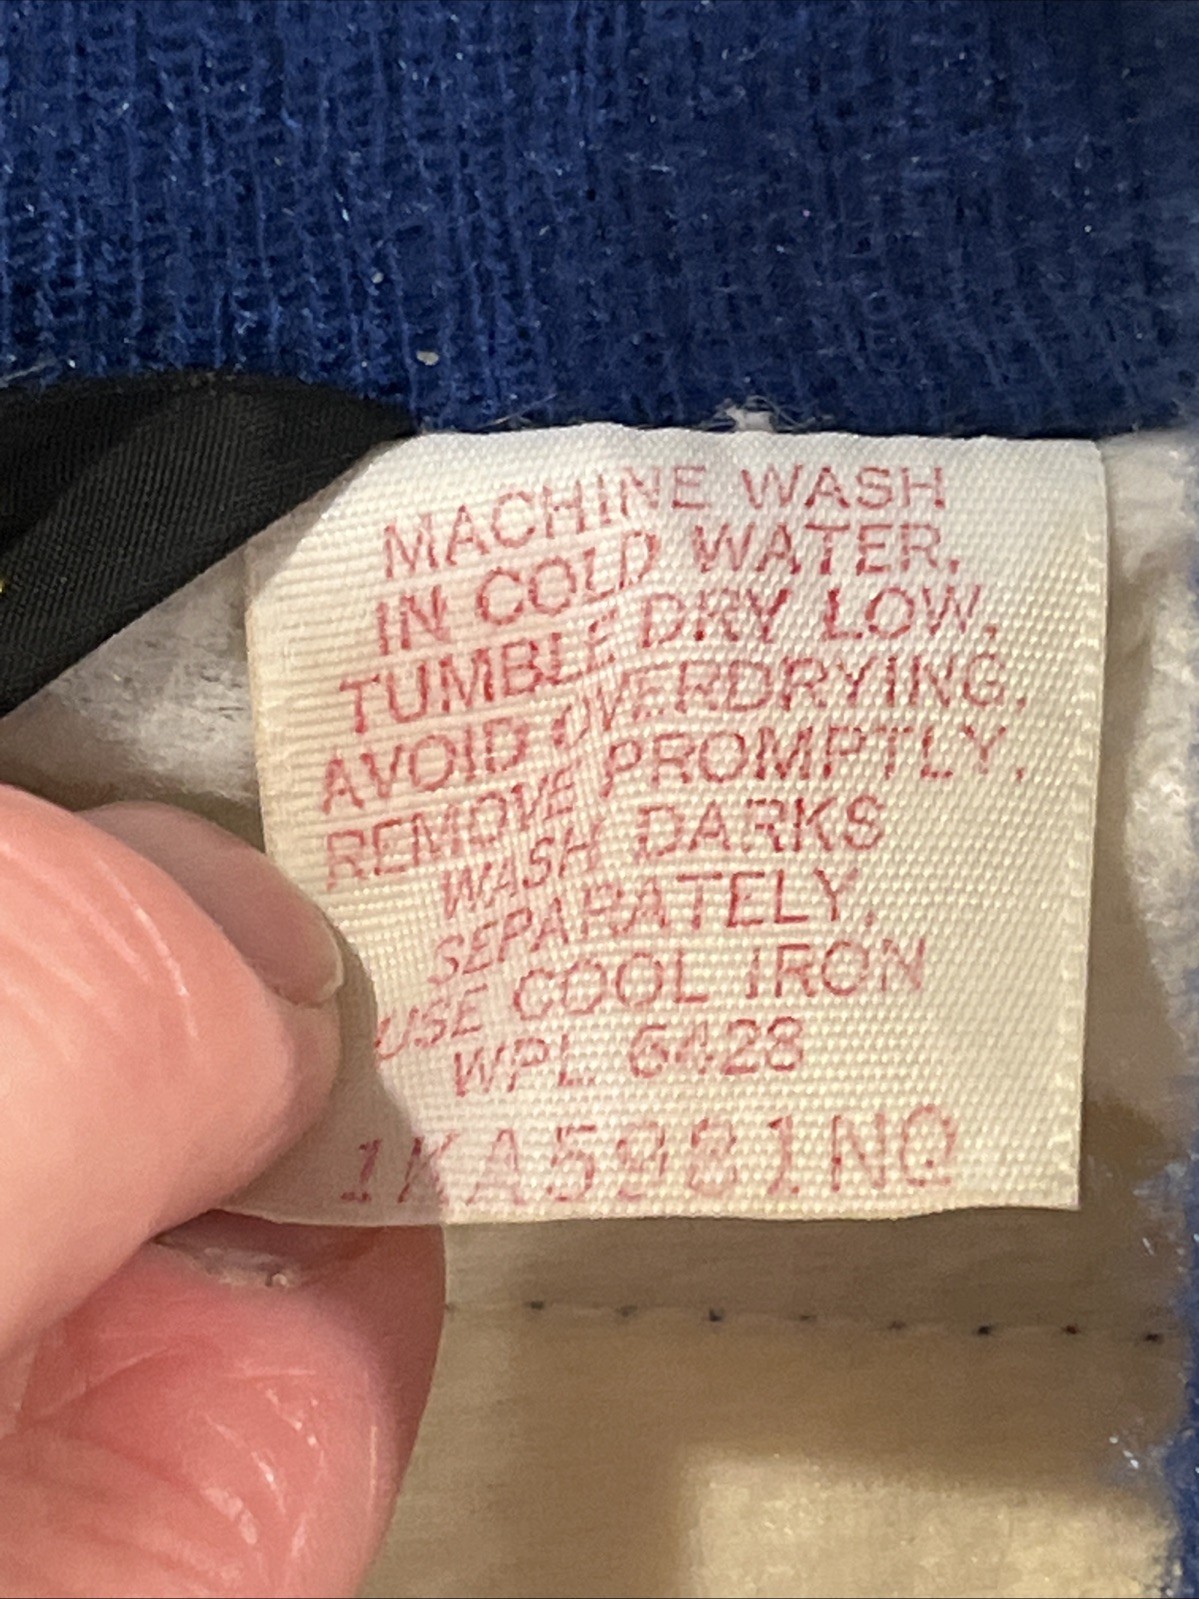 MACHINE WASH
IN COLD WATER.
TUMBLE DRY LOW.
AVOID OVERDRYING.
REMOVE PROMPTLY.
WASH DARKS
SEPARATELY.
USE COOL IRON
WPL 6428
1KA5981NQ